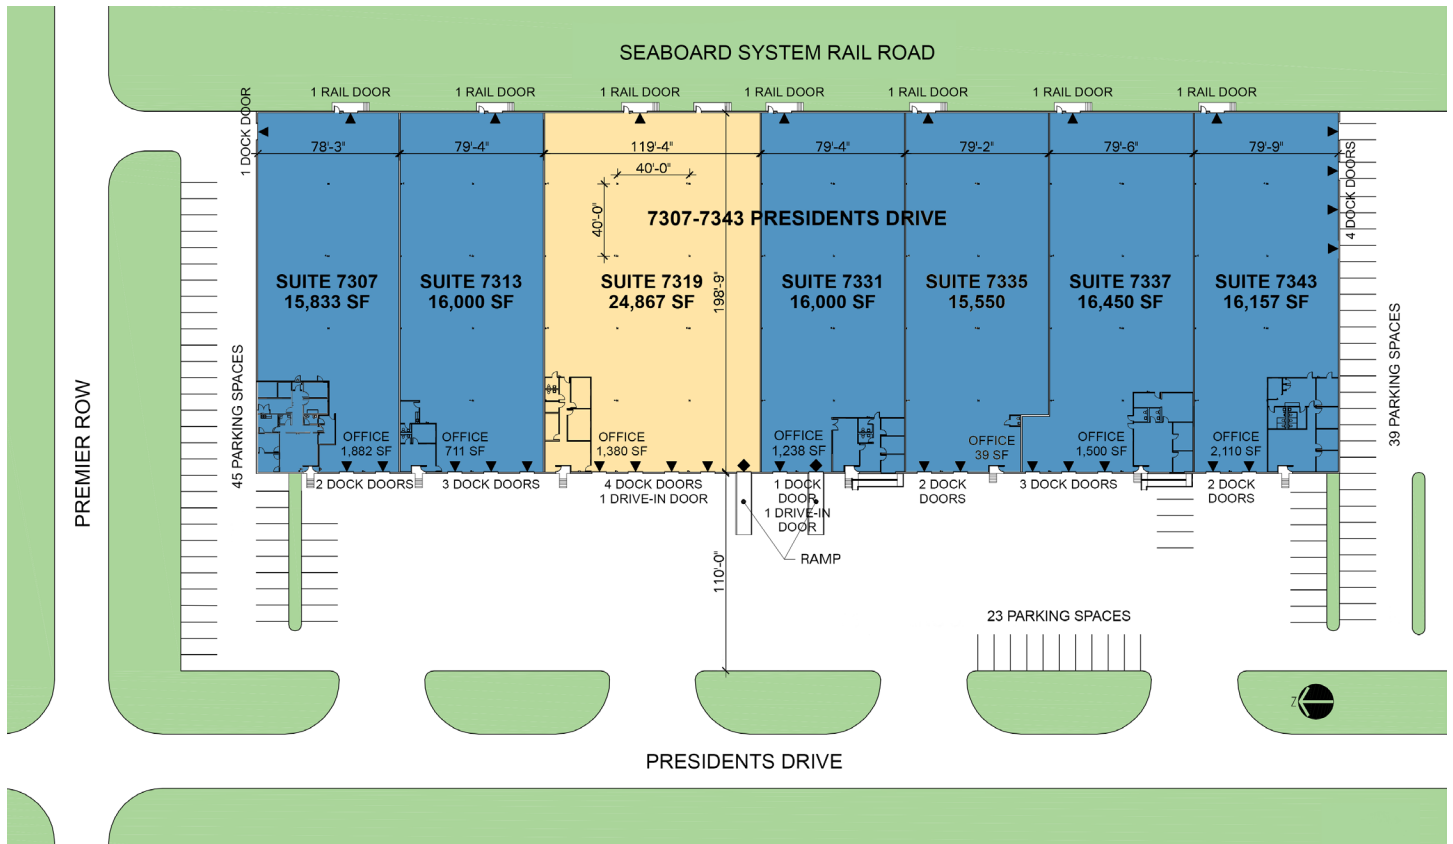 SEABOARD SYSTEM RAIL ROAD
1 RAIL DOOR
1 RAIL DOOR
1 RAIL DOOR
1 RAIL DOOR
1 RAIL DOOR
1 RAIL DOOR
1 RAIL DOOR
1 DOCK DOOR
78'-3"
79'-4"
119'-4"
79'-4"
79'-2"
79'-6"
79'-9"
40'-0"
40'-0"
4 DOCK DOORS
7307-7343 PRESIDENTS DRIVE
198'-9"
SUITE 7307
15,833 SF
SUITE 7313
16,000 SF
SUITE 7319
24,867 SF
SUITE 7331
16,000 SF
SUITE 7335
15,550
SUITE 7337
16,450 SF
SUITE 7343
16,157 SF
PREMIER ROW
45 PARKING SPACES
39 PARKING SPACES
OFFICE
1,882 SF
OFFICE
711 SF
OFFICE
1,380 SF
OFFICE
1,238 SF
OFFICE
39 SF
OFFICE
1,500 SF
OFFICE
2,110 SF
2 DOCK DOORS
3 DOCK DOORS
4 DOCK DOORS
1 DRIVE-IN DOOR
1 DOCK
DOOR
1 DRIVE-IN
DOOR
2 DOCK
DOORS
3 DOCK DOORS
2 DOCK
DOORS
RAMP
110'-0"
23 PARKING SPACES
N
PRESIDENTS DRIVE